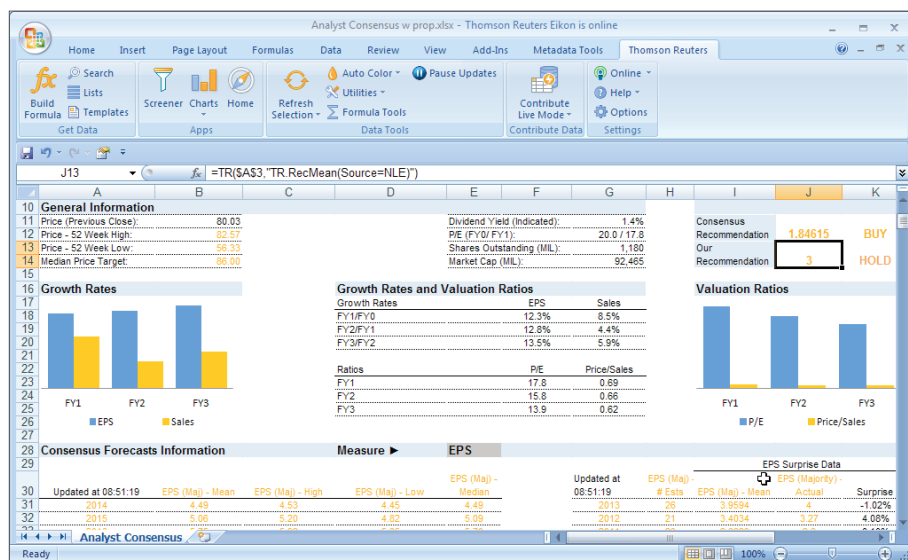 Analyst Consensus w prop.xlsx - Thomson Reuters Eikon is online
Home Insert Page Layout Formulas Data Review View Add-Ins Metadata Tools Thomson Reuters
Build Formula Search Lists Templates Screener Charts Home Refresh Selection Auto Color Utilities Formula Tools Pause Updates Contribute Live Mode Online Help Options
Get Data Apps Data Tools Contribute Data Settings
J13 fx =TR($A$3,"TR.RecMean(Source=NLE)")
A B C D E F G H I J K
10 General Information
11 Price (Previous Close): 80.03 Dividend Yield (Indicated): 1.4% Consensus
12 Price - 52 Week High: 82.57 P/E (FY0/ FY1): 20.0 / 17.8 Recommendation 1.84615 BUY
13 Price - 52 Week Low: 56.33 Shares Outstanding (MIL): 1,180 Our
14 Median Price Target: 86.00 Market Cap (MIL): 92,465 Recommendation 3 HOLD
15
16 Growth Rates Growth Rates and Valuation Ratios Valuation Ratios
17 Growth Rates EPS Sales
18 FY1/FY0 12.3% 8.5%
19 FY2/FY1 12.8% 4.4%
20 FY3/FY2 13.5% 5.9%
21
22 Ratios P/E Price/Sales
23 FY1 17.8 0.69
24 FY2 15.8 0.66
25 FY3 13.9 0.62
FY1 FY2 FY3 FY1 FY2 FY3
26 EPS Sales P/E Price/Sales
27
28 Consensus Forecasts Information Measure ► EPS
29 EPS Surprise Data
EPS (Maj) - Updated at EPS (Maj) - EPS (Majority) -
30 Updated at 08:51:19 EPS (Maj) - Mean EPS (Maj) - High EPS (Maj) - Low Median 08:51:19 # Ests EPS (Maj) - Mean Actual Surprise
31 2014 4.49 4.53 4.45 4.49 2013 26 3.9594 4 -1.02%
32 2015 5.06 5.20 4.82 5.09 2012 21 3.4034 3.27 4.08%
Analyst Consensus
Ready 100%